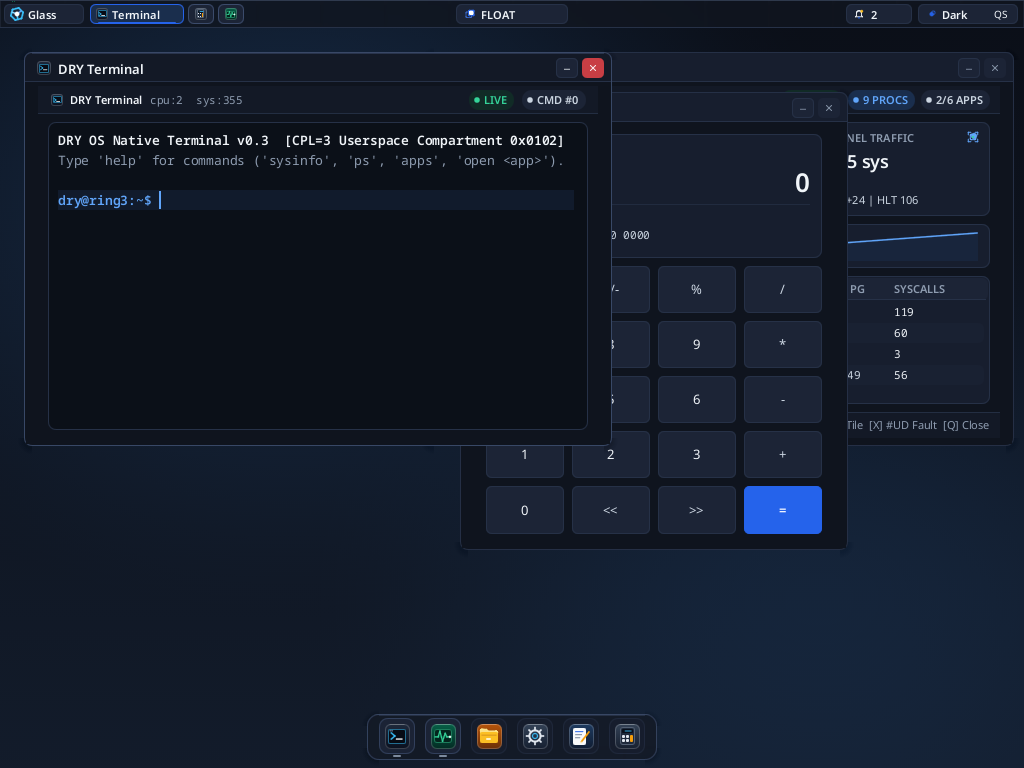 Glass
Terminal
FLOAT
2
Dark
QS
DRY Terminal
DRY Terminal cpu:2 sys:355
LIVE
CMD #0
DRY OS Native Terminal v0.3 [CPL=3 Userspace Compartment 0x0102]
Type 'help' for commands ('sysinfo', 'ps', 'apps', 'open <app>').
dry@ring3:~$
0
0 0000
/-
%
/
9
*
6
-
1
2
3
+
0
<<
>>
=
9 PROCS
2/6 APPS
NEL TRAFFIC
5 sys
+24 | HLT 106
PG SYSCALLS
119
60
3
49 56
Tile [X] #UD Fault [Q] Close